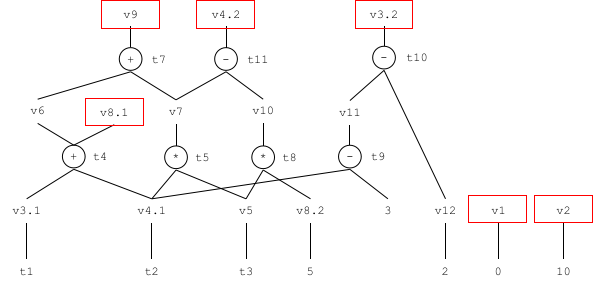 v9 v4.2 v3.2
+ t7 - t11 - t10
v6 v8.1 v7 v10 v11
+ t4 * t5 * t8 - t9
v3.1 v4.1 v5 v8.2 3 v12 v1 v2
t1 t2 t3 5 2 0 10